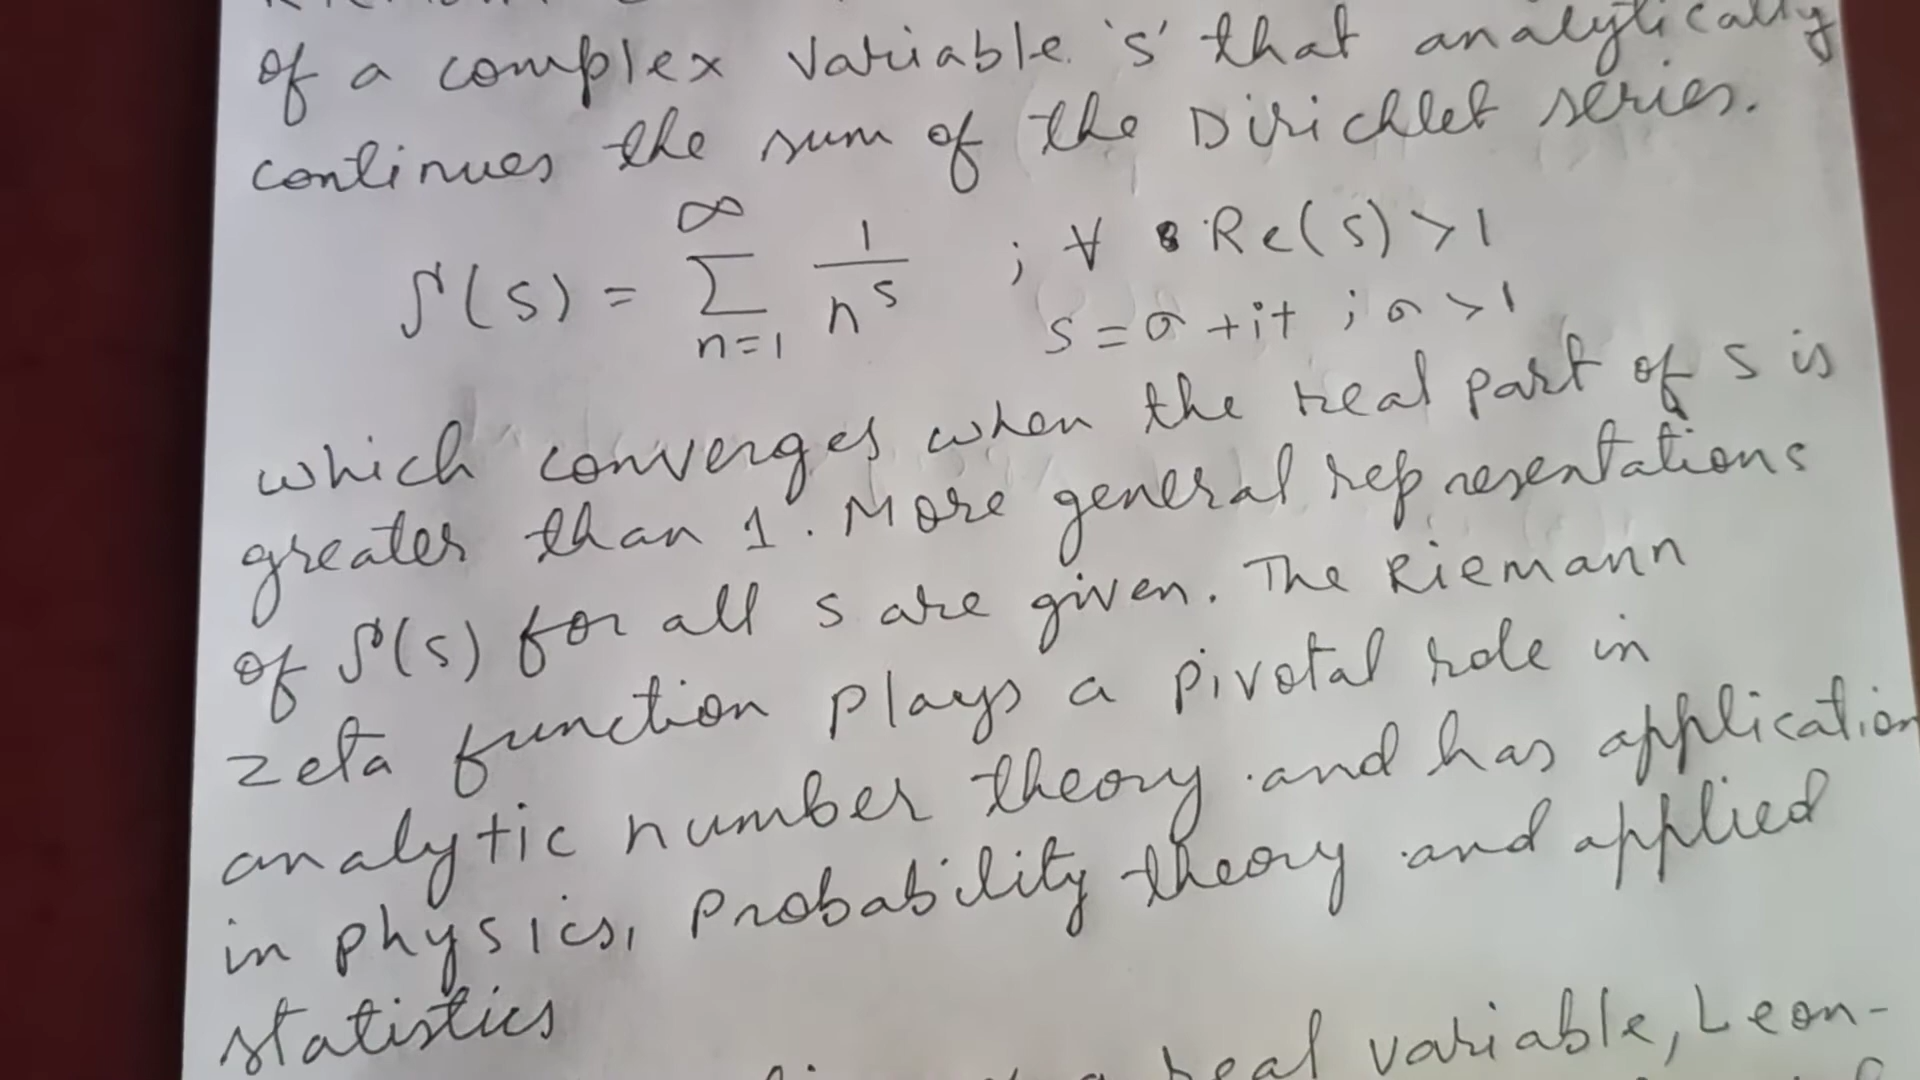 of a complex variable 's' that analytically
continues the sum of the Dirichlet series.
ζ(s) = ∑_{n=1}^{∞} 1/n^s ; ∀ Re(s) > 1
s = σ + it ; σ > 1
which converges when the real part of s is
greater than 1. More general representations
of ζ(s) for all s are given. The Riemann
zeta function plays a pivotal role in
analytic number theory and has application
in physics, Probability theory and applied
statistics
real variable, Leon-